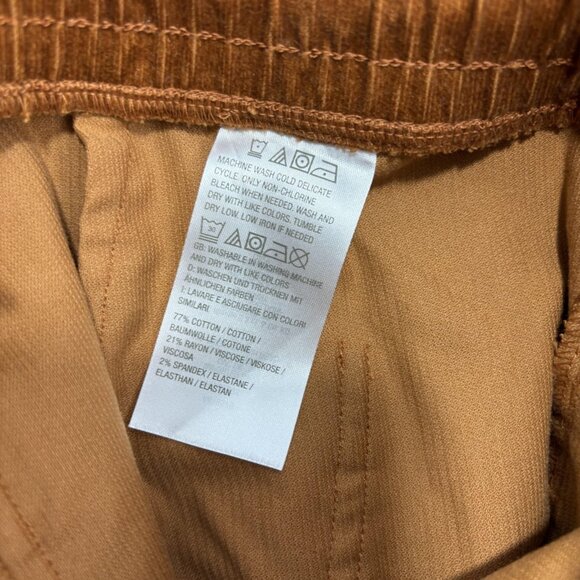 MACHINE WASH COLD DELICATE
CYCLE. ONLY NON-CHLORINE
BLEACH WHEN NEEDED. WASH AND
DRY WITH LIKE COLORS. TUMBLE
DRY LOW. LOW IRON IF NEEDED
30
GB: WASHABLE IN WASHING MACHINE
AND DRY WITH LIKE COLORS
D: WASCHEN UND TROCKNEN MIT
ÄHNLICHEN FARBEN
I: LAVARE E ASCIUGARE CON COLORI
SIMILARI
77% COTTON / COTTON /
BAUMWOLLE / COTONE
21% RAYON / VISCOSE / VISKOSE /
VISCOSA
2% SPANDEX / ELASTANE /
ELASTHAN / ELASTAN